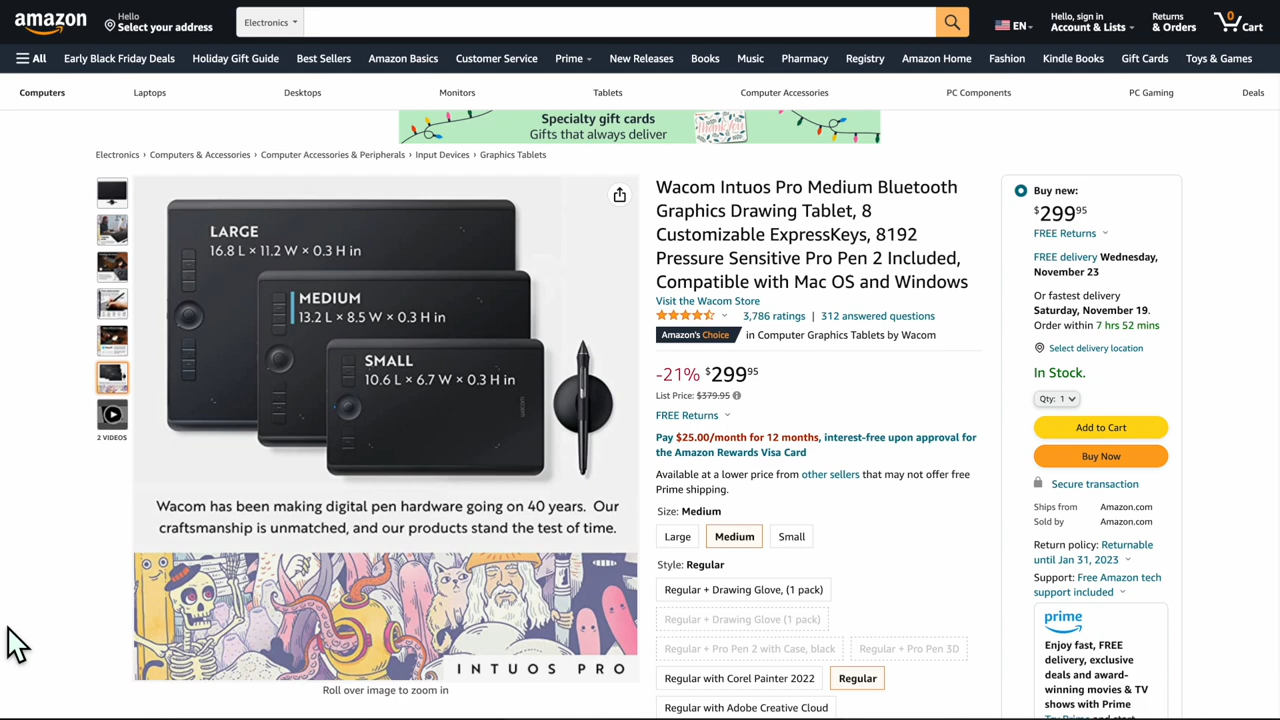 amazon
Hello
Select your address
Electronics
EN
Hello, sign in
Account & Lists
Returns
& Orders
0
Cart
All
Early Black Friday Deals
Holiday Gift Guide
Best Sellers
Amazon Basics
Customer Service
Prime
New Releases
Books
Music
Pharmacy
Registry
Amazon Home
Fashion
Kindle Books
Gift Cards
Toys & Games
Computers
Laptops
Desktops
Monitors
Tablets
Computer Accessories
PC Components
PC Gaming
Deals
Specialty gift cards
Gifts that always deliver
Electronics › Computers & Accessories › Computer Accessories & Peripherals › Input Devices › Graphics Tablets
2 VIDEOS
LARGE
16.8 L × 11.2 W × 0.3 H in
MEDIUM
13.2 L × 8.5 W × 0.3 H in
SMALL
10.6 L × 6.7 W × 0.3 H in
wacom
Wacom has been making digital pen hardware going on 40 years. Our
craftsmanship is unmatched, and our products stand the test of time.
INTUOS PRO
Roll over image to zoom in
Wacom Intuos Pro Medium Bluetooth
Graphics Drawing Tablet, 8
Customizable ExpressKeys, 8192
Pressure Sensitive Pro Pen 2 Included,
Compatible with Mac OS and Windows
Visit the Wacom Store
3,786 ratings | 312 answered questions
Amazon's Choice in Computer Graphics Tablets by Wacom
-21% $299 95
List Price: $379.95
FREE Returns
Pay $25.00/month for 12 months, interest-free upon approval for
the Amazon Rewards Visa Card
Available at a lower price from other sellers that may not offer free
Prime shipping.
Size: Medium
Large
Medium
Small
Style: Regular
Regular + Drawing Glove, (1 pack)
Regular + Drawing Glove (1 pack)
Regular + Pro Pen 2 with Case, black
Regular + Pro Pen 3D
Regular with Corel Painter 2022
Regular
Regular with Adobe Creative Cloud
Buy new:
$299 95
FREE Returns
FREE delivery Wednesday,
November 23
Or fastest delivery
Saturday, November 19.
Order within 7 hrs 52 mins
Select delivery location
In Stock.
Qty: 1
Add to Cart
Buy Now
Secure transaction
Ships from Amazon.com
Sold by Amazon.com
Return policy: Returnable
until Jan 31, 2023
Support: Free Amazon tech
support included
prime
Enjoy fast, FREE
delivery, exclusive
deals and award-
winning movies & TV
shows with Prime